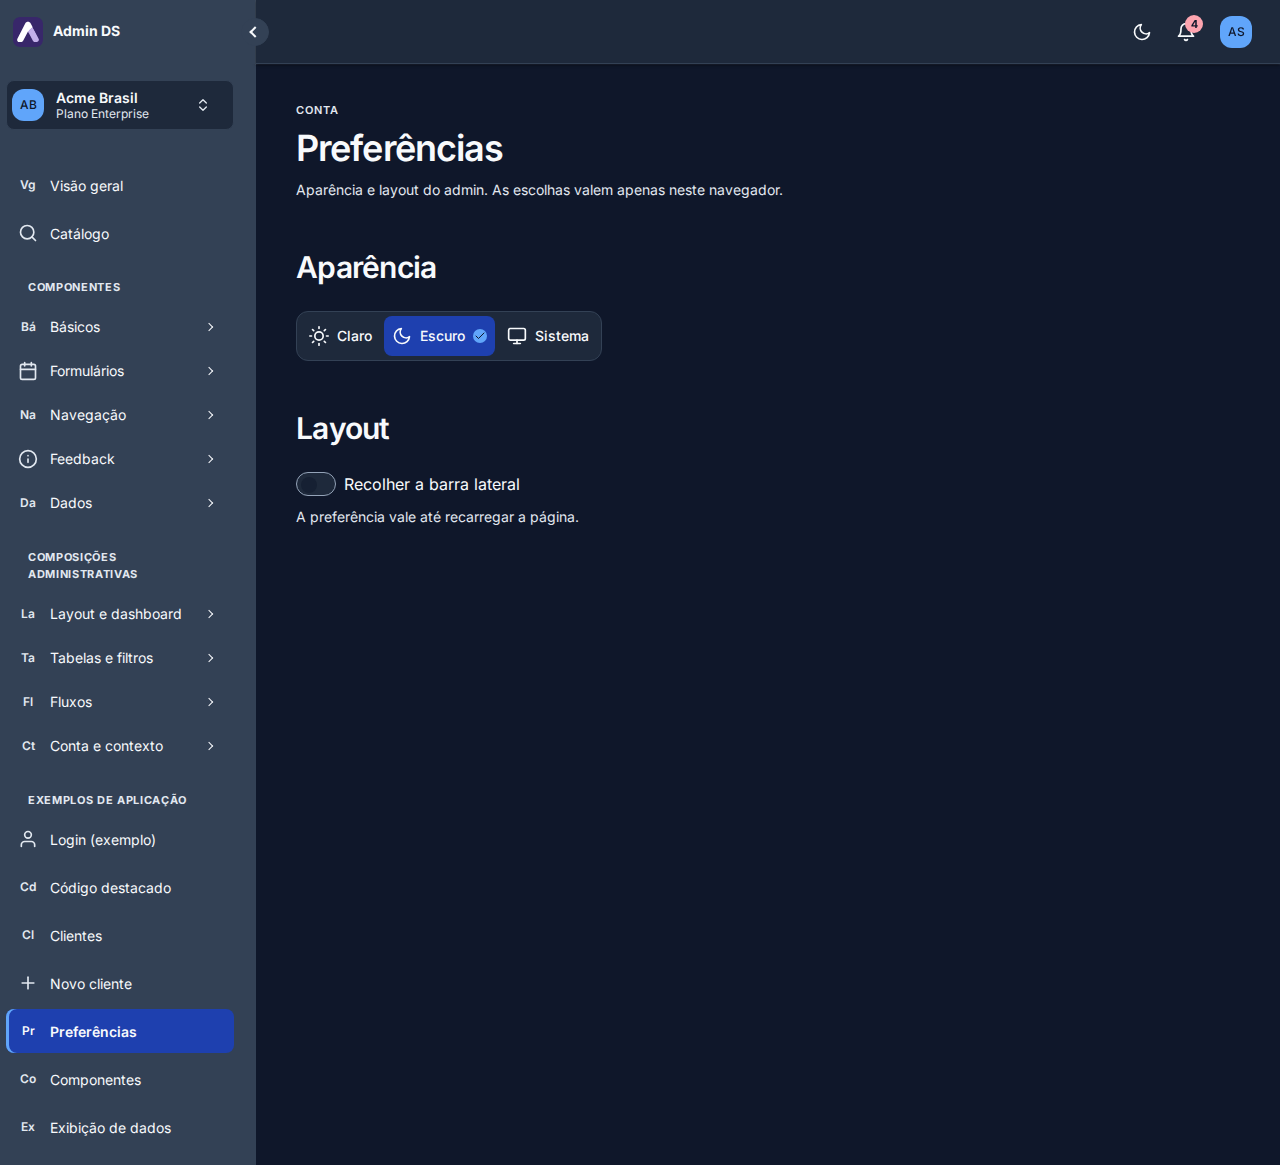 Admin DS
4
AS
AB
Acme Brasil
Plano Enterprise
Vg Visão geral
Catálogo
COMPONENTES
Bá Básicos
Formulários
Na Navegação
Feedback
Da Dados
COMPOSIÇÕES
ADMINISTRATIVAS
La Layout e dashboard
Ta Tabelas e filtros
Fl Fluxos
Ct Conta e contexto
EXEMPLOS DE APLICAÇÃO
Login (exemplo)
Cd Código destacado
Cl Clientes
Novo cliente
Pr Preferências
Co Componentes
Ex Exibição de dados
CONTA
Preferências
Aparência e layout do admin. As escolhas valem apenas neste navegador.
Aparência
Claro Escuro Sistema
Layout
Recolher a barra lateral
A preferência vale até recarregar a página.